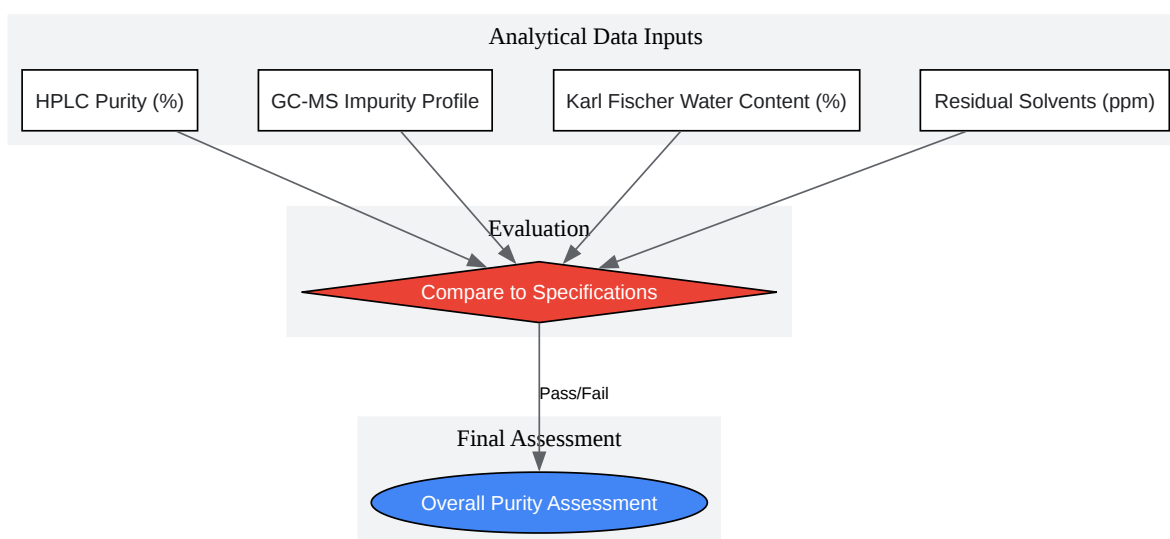 Analytical Data Inputs
HPLC Purity (%)
GC-MS Impurity Profile
Karl Fischer Water Content (%)
Residual Solvents (ppm)
Evaluation
Compare to Specifications
Pass/Fail
Final Assessment
Overall Purity Assessment